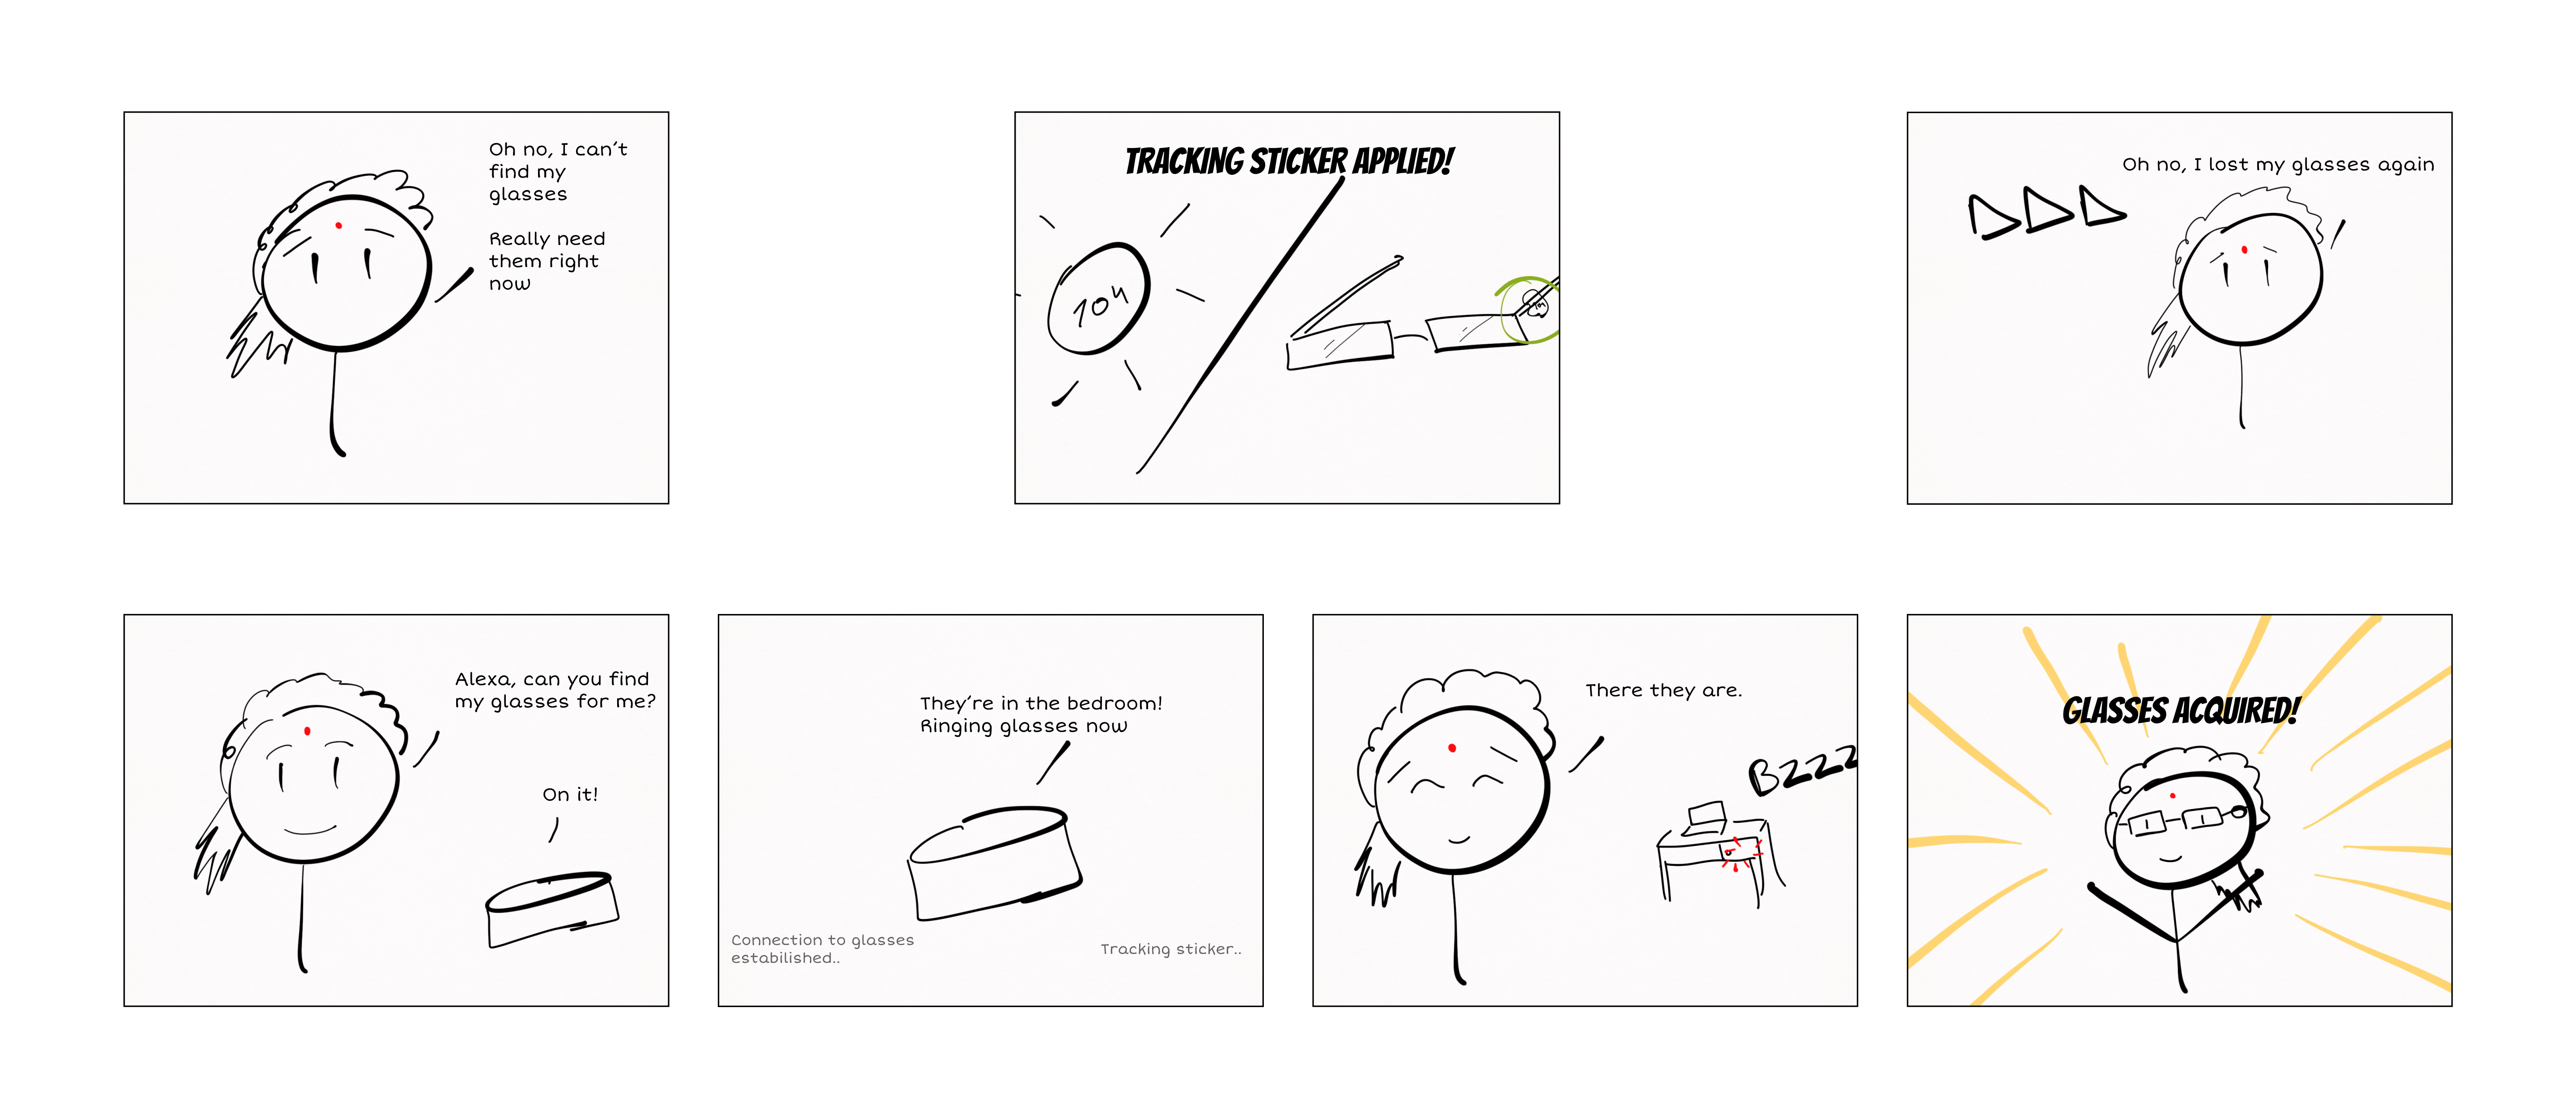 Oh no, I can't
find my
glasses
Really need
them right
now
TRACKING STICKER APPLIED!
104
104
Oh no, I lost my glasses again
Alexa, can you find
my glasses for me?
On it!
They're in the bedroom!
Ringing glasses now
Connection to glasses
estabilished..
Tracking sticker..
There they are.
BZZZ
GLASSES ACQUIRED!